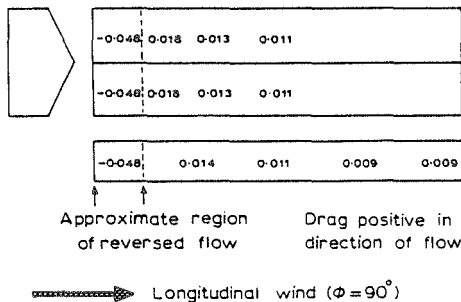 -0.048 0.018 0.013 0.011
-0.048 0.018 0.013 0.011
-0.048 0.014 0.011 0.009 0.009
Approximate region of reversed flow
Drag positive in direction of flow
Longitudinal wind (Φ=90°)